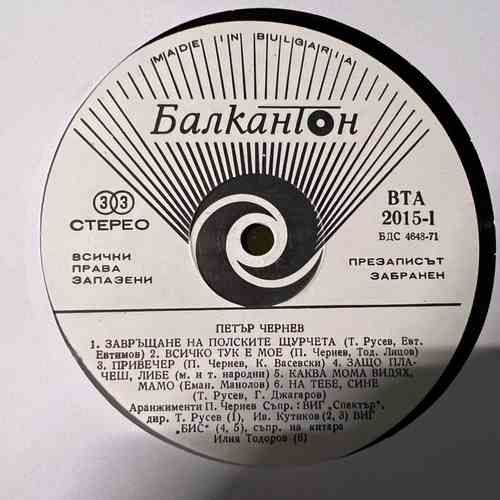 MADE IN BULGARIA
Балкантон
33
СТЕРЕО
ВТА
2015-I
БДС 4648-71
ВСИЧКИ
ПРАВА
ЗАПАЗЕНИ
ПРЕЗАПИСЪТ
ЗАБРАНЕН
ПЕТЪР ЧЕРНЕВ
1. ЗАВРЪЩАНЕ НА ПОЛСКИТЕ ЩУРЧЕТА (Т. Русев, Евт.
Евтимов) 2. ВСИЧКО ТУК Е МОЕ (П. Чернев, Тод. Лицов)
3. ПРИВЕЧЕР (П. Чернев, К. Васевски) 4. ЗАЩО ПЛА-
ЧЕШ, ЛИБЕ (м. и т. народни) 5. КАКВА МОМА ВИДЯХ,
МАМО (Еман. Манолов) 6. НА ТЕБЕ, СИНЕ
(Т. Русев, Г. Джагаров)
Аранжименти П. Чернев Съпр.: ВИГ „Спектър",
дир. Т. Русев (1), Ив. Кутиков (2, 3) ВИГ
„БИС" (4, 5), съпр. на китара
Илия Тодоров (6)